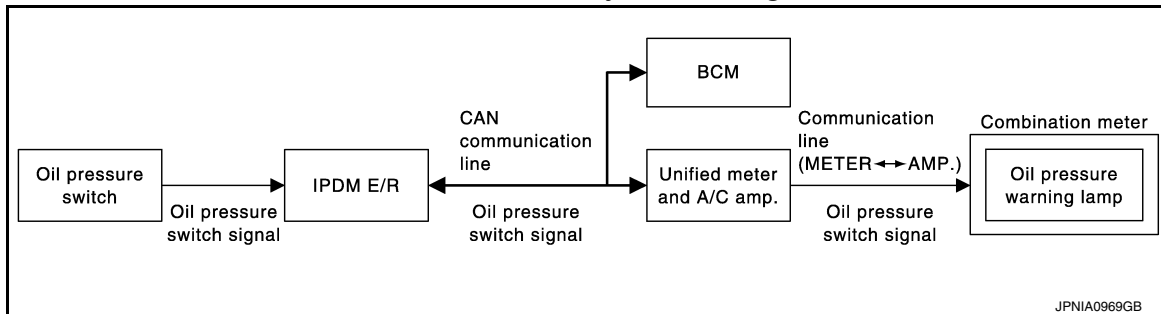 BCM
CAN
communication
line
Communication
line
(METER ↔ AMP.)
Combination meter
Oil pressure
switch
IPDM E/R
Unified meter
and A/C amp.
Oil pressure
warning lamp
Oil pressure
switch signal
Oil pressure
switch signal
Oil pressure
switch signal
JPNIA0969GB